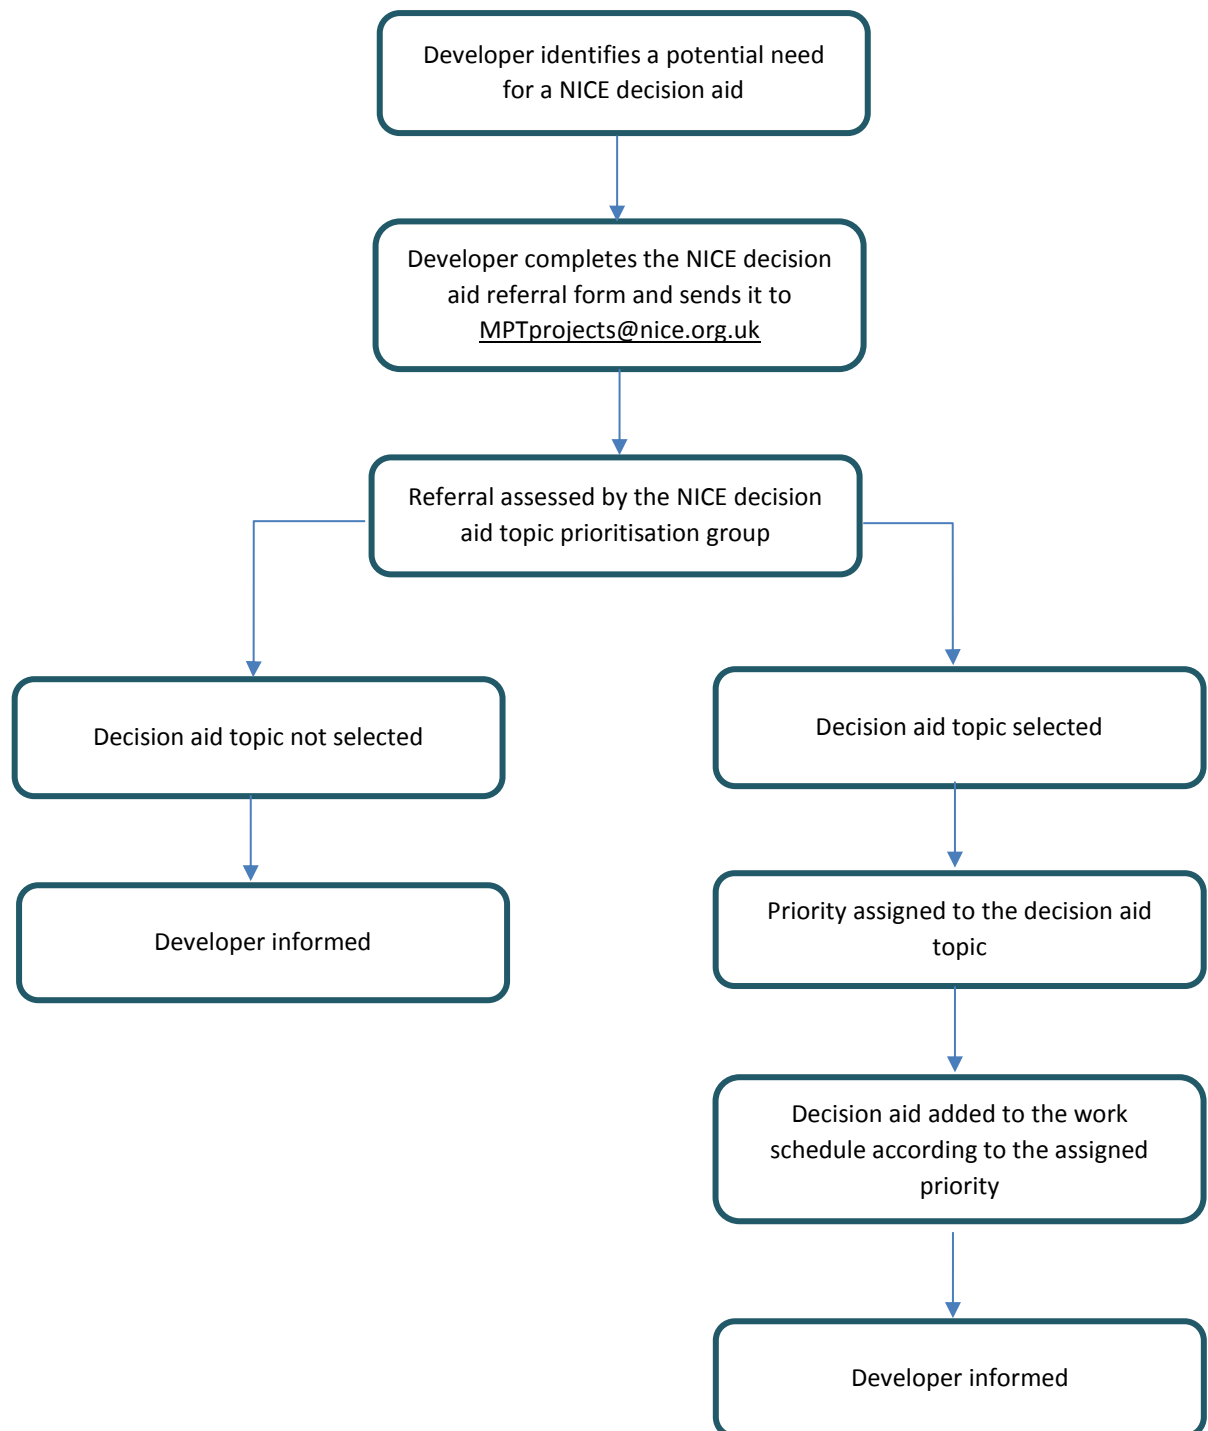 Developer identifies a potential need
for a NICE decision aid
Developer completes the NICE decision
aid referral form and sends it to
MPTprojects@nice.org.uk
Referral assessed by the NICE decision
aid topic prioritisation group
Decision aid topic not selected
Developer informed
Decision aid topic selected
Priority assigned to the decision aid
topic
Decision aid added to the work
schedule according to the assigned
priority
Developer informed